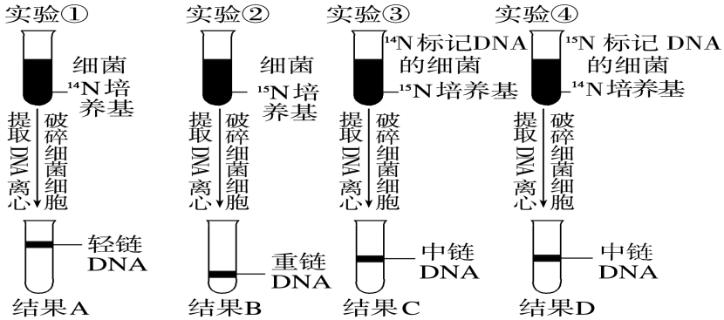 实验①
细菌
¹⁴N培
养基
提取DNA离心
破碎细菌细胞
轻链
DNA
结果A
实验②
细菌
¹⁵N培
养基
提取DNA离心
破碎细菌细胞
重链
DNA
结果B
实验③
¹⁴N标记DNA
的细菌
¹⁵N培养基
提取DNA离心
破碎细菌细胞
中链
DNA
结果C
实验④
¹⁵N标记DNA
的细菌
¹⁴N培养基
提取DNA离心
破碎细菌细胞
中链
DNA
结果D